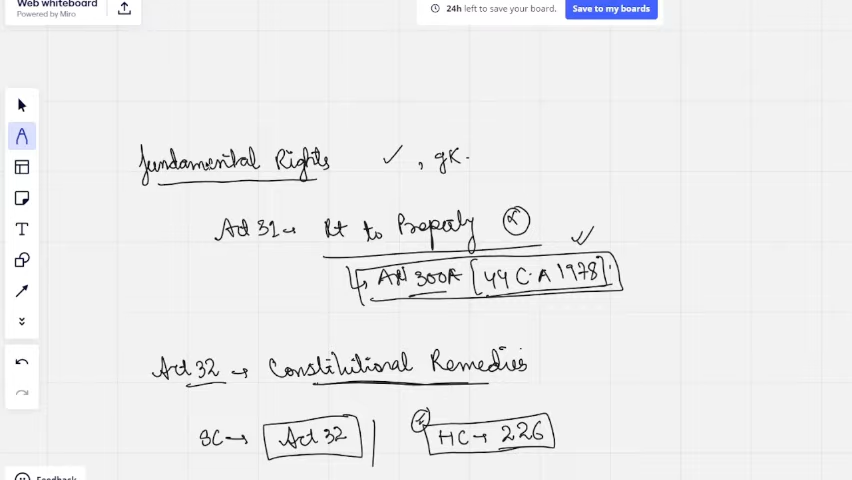 Web whiteboard
Powered by Miro
24h left to save your board.
Save to my boards
Fundamental Rights ✓, gk.
Art 31 → Rt to Property
Art 300A [44 C.A 1978]
Art 32 → Constitutional Remedies
SC → Art 32 | HC → 226
Feedback